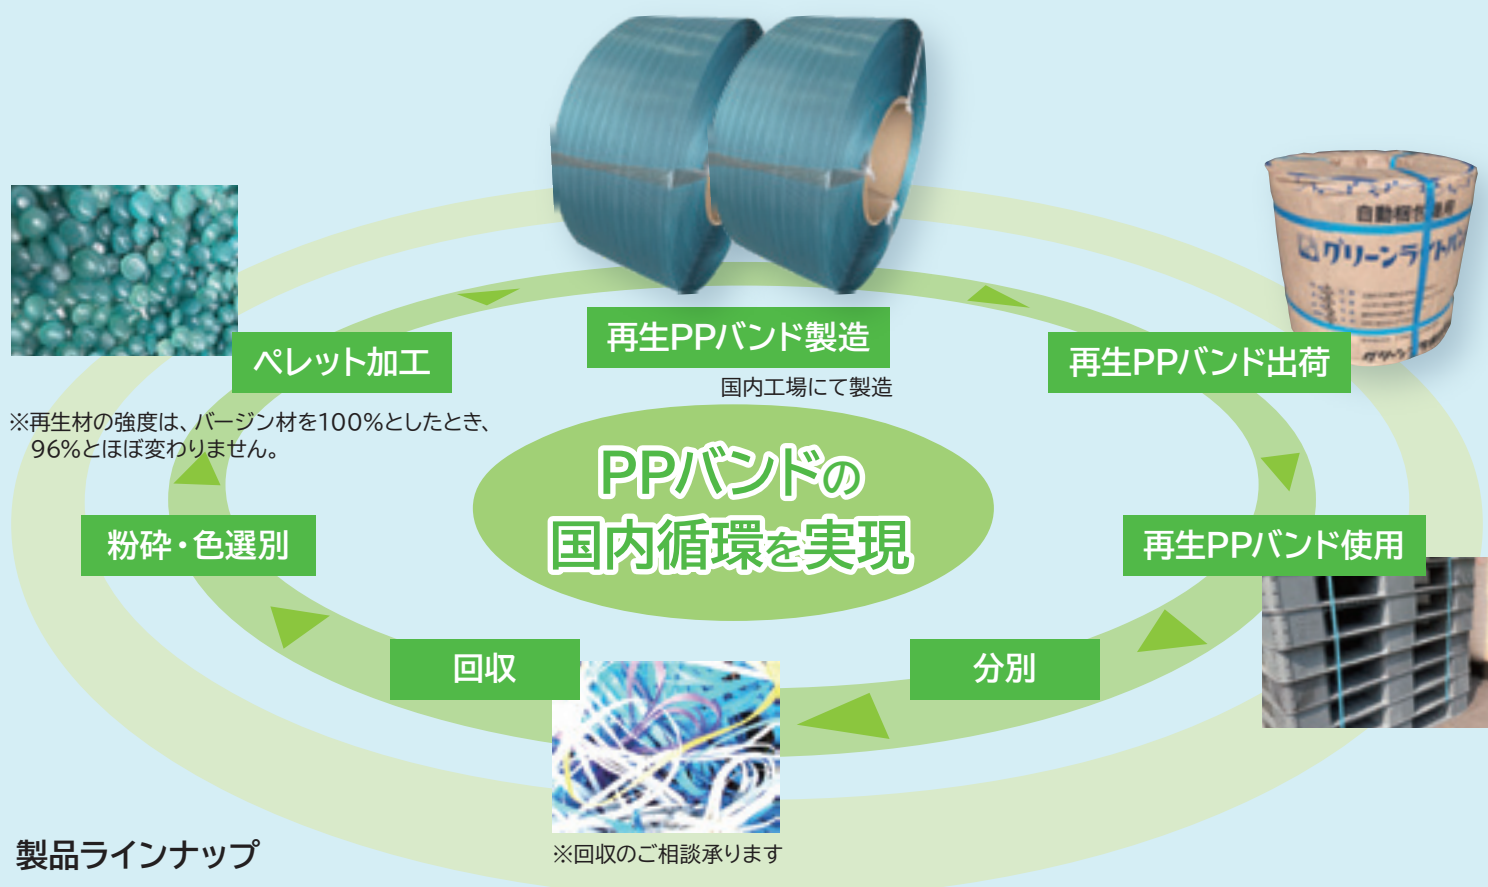 自動梱包機用
グリーンライトバン
再生PPバンド製造
国内工場にて製造
ペレット加工
※再生材の強度は、バージン材を100%としたとき、
96%とほぼ変わりません。
再生PPバンド出荷
PPバンドの
国内循環を実現
粉砕・色選別
再生PPバンド使用
回収
分別
※回収のご相談承ります
製品ラインナップ